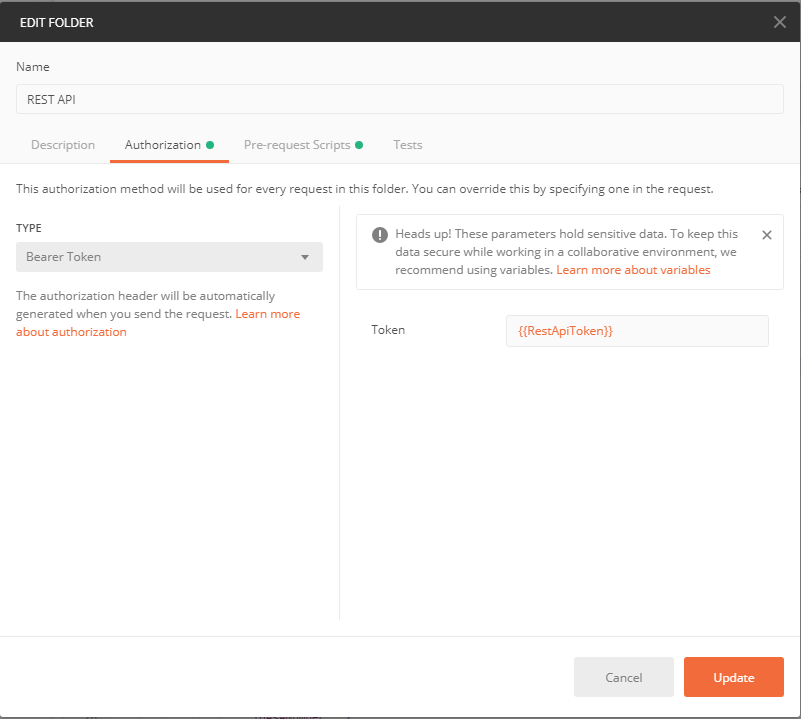 EDIT FOLDER
Name
REST API
Description
Authorization
Pre-request Scripts
Tests
This authorization method will be used for every request in this folder. You can override this by specifying one in the request.
TYPE
Bearer Token
The authorization header will be automatically
generated when you send the request. Learn more
about authorization
Heads up! These parameters hold sensitive data. To keep this
data secure while working in a collaborative environment, we
recommend using variables. Learn more about variables
Token
{{RestApiToken}}
Cancel
Update